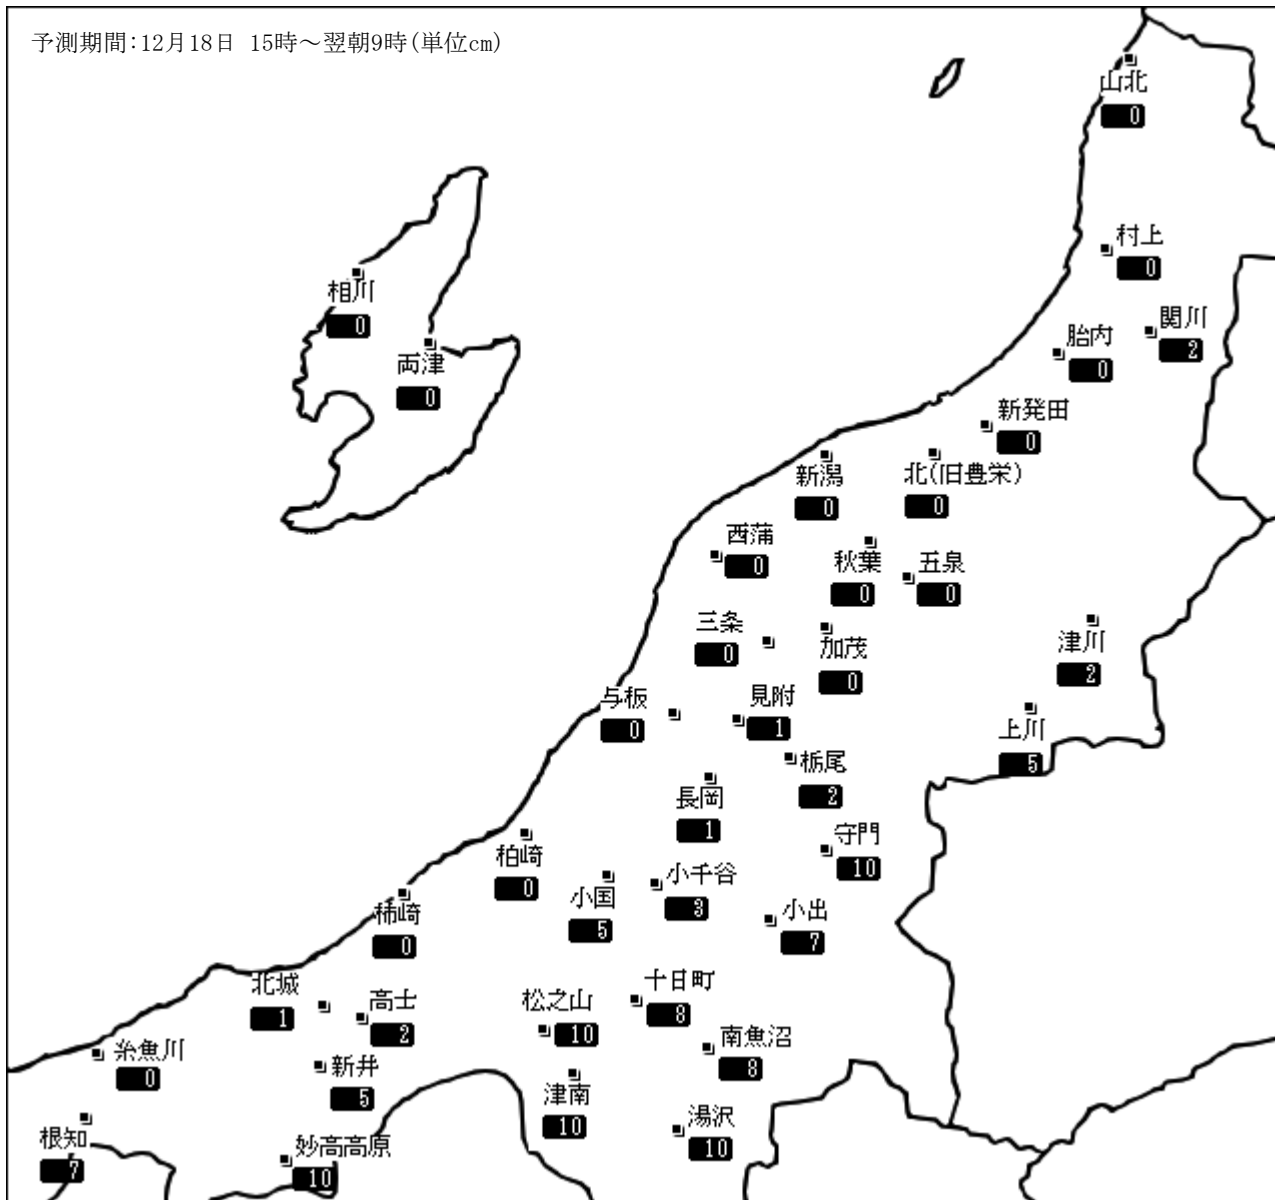 予測期間:12月18日 15時～翌朝9時(単位cm)
山北
0
村上
0
関川
2
胎内
0
相川
0
両津
0
新発田
0
新潟
0
北(旧豊栄)
0
西蒲
0
秋葉
0
五泉
0
三条
0
加茂
0
津川
2
与板
0
見附
1
上川
5
栃尾
2
長岡
1
守門
10
柏崎
0
小国
5
小千谷
3
小出
7
柿崎
0
北城
1
高士
2
松之山
10
十日町
8
南魚沼
8
糸魚川
0
新井
5
津南
10
湯沢
10
根知
7
妙高高原
10